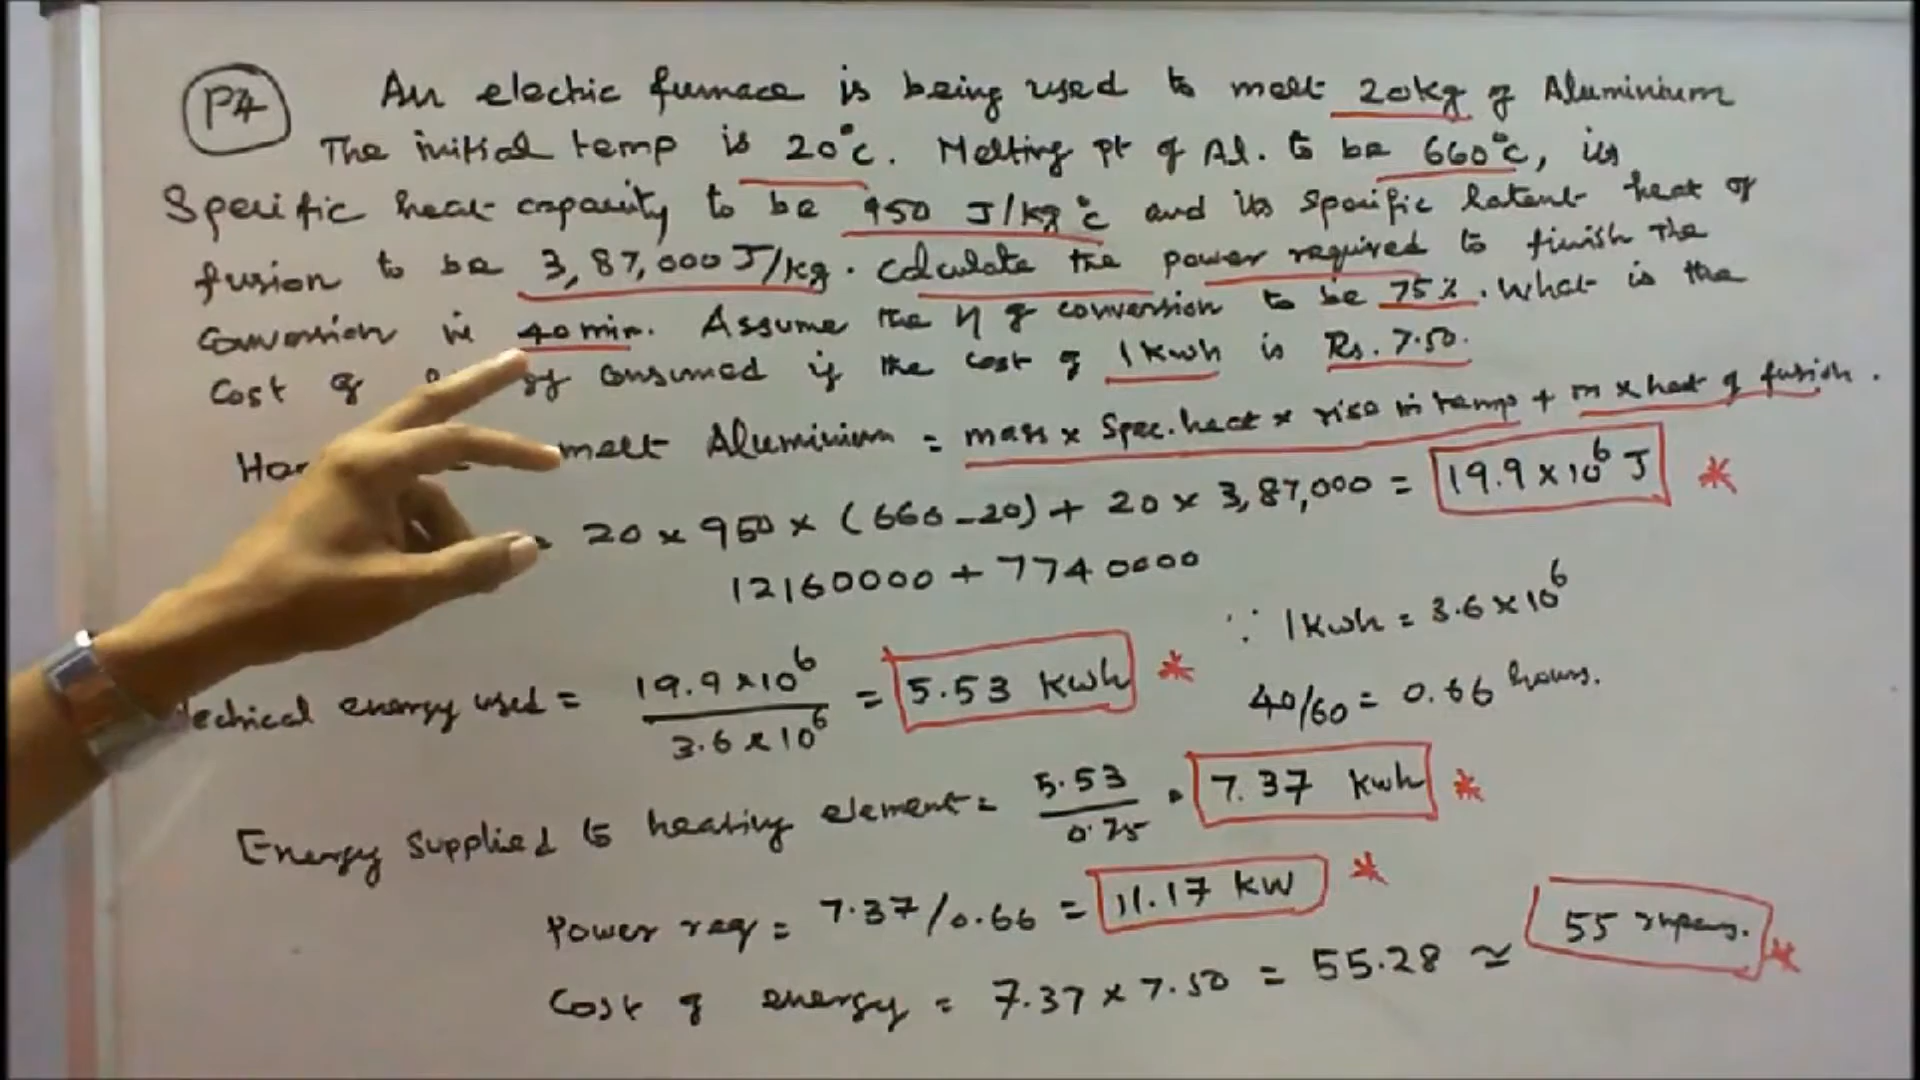 P4
An electric furnace is being used to melt 20kg of Aluminium
The initial temp is 20°c. Melting pt of Al. to be 660°c, its
Specific heat capacity to be 950 J/kg°c and its specific latent heat of
fusion to be 3,87,000 J/kg. Calculate the power required to finish the
Conversion in 40 min. Assume the η of conversion to be 75%. What is the
Cost of consumed if the cost of 1 kwh is Rs. 7.50.
melt Aluminium = mass x Spec. heat x rise in temp + m x heat of fusion.
= 20 x 950 x (660-20) + 20 x 3,87,000 = 19.9 x 10⁶ J *
12160000 + 7740000
∵ 1 kwh = 3.6 x 10⁶
energy used = 19.9 x 10⁶ / 3.6 x 10⁶ = 5.53 kwh *
40/60 = 0.66 hours.
Energy supplied to heating element = 5.53 / 0.75 = 7.37 kwh *
Power req = 7.37/0.66 = 11.17 kW *
Cost of energy = 7.37 x 7.50 = 55.28 ≃ 55 rupees. *